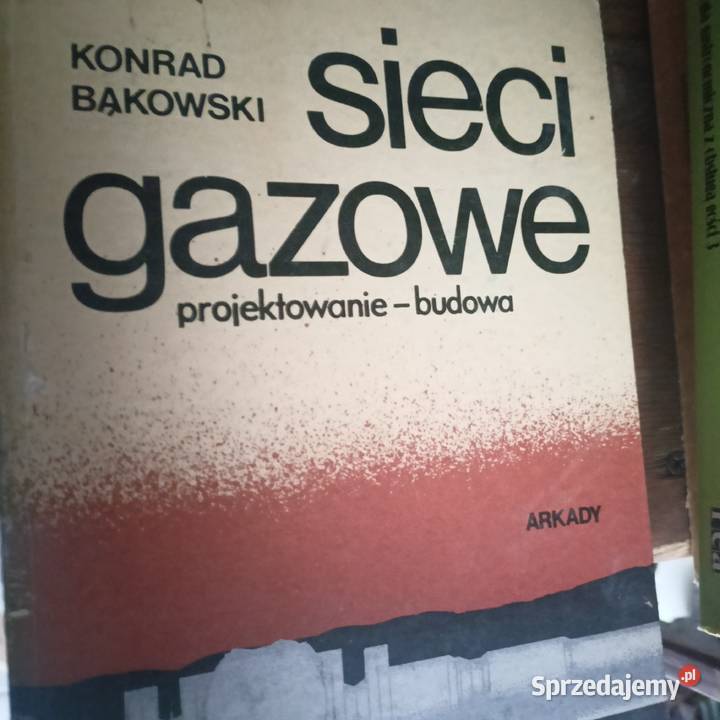 KONRAD
BĄKOWSKI
sieci
gazowe
projektowanie – budowa
ARKADY
Sprzedajemy.pl